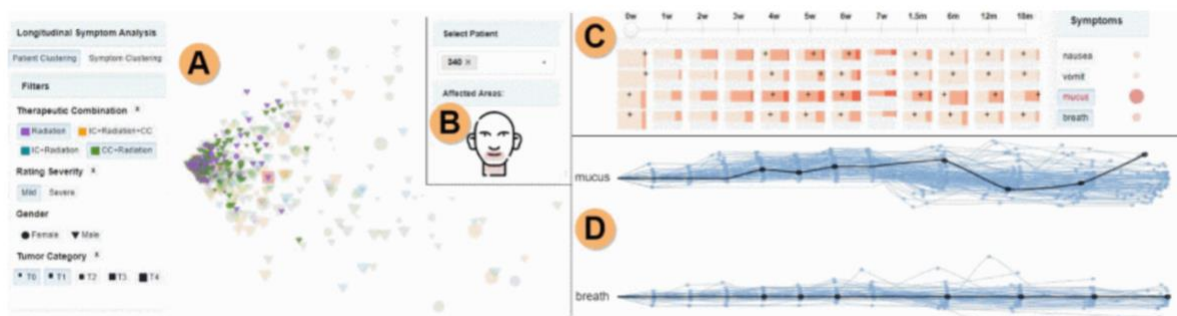 Longitudinal Symptom Analysis
Patient Clustering Symptom Clustering
Filters
Therapeutic Combination x
Radiation IC+Radiation+CC
IC+Radiation CC+Radiation
Rating Severity x
Mild Severe
Gender
Female Male
Tumor Category x
T0 T1 T2 T3 T4
A
Select Patient
340 ×
Affected Areas:
B
C
0w 1w 2w 3w 4w 5w 6w 7w 1.5m 6m 12m 18m
Symptoms
nausea
vomit
mucus
breath
mucus
D
breath